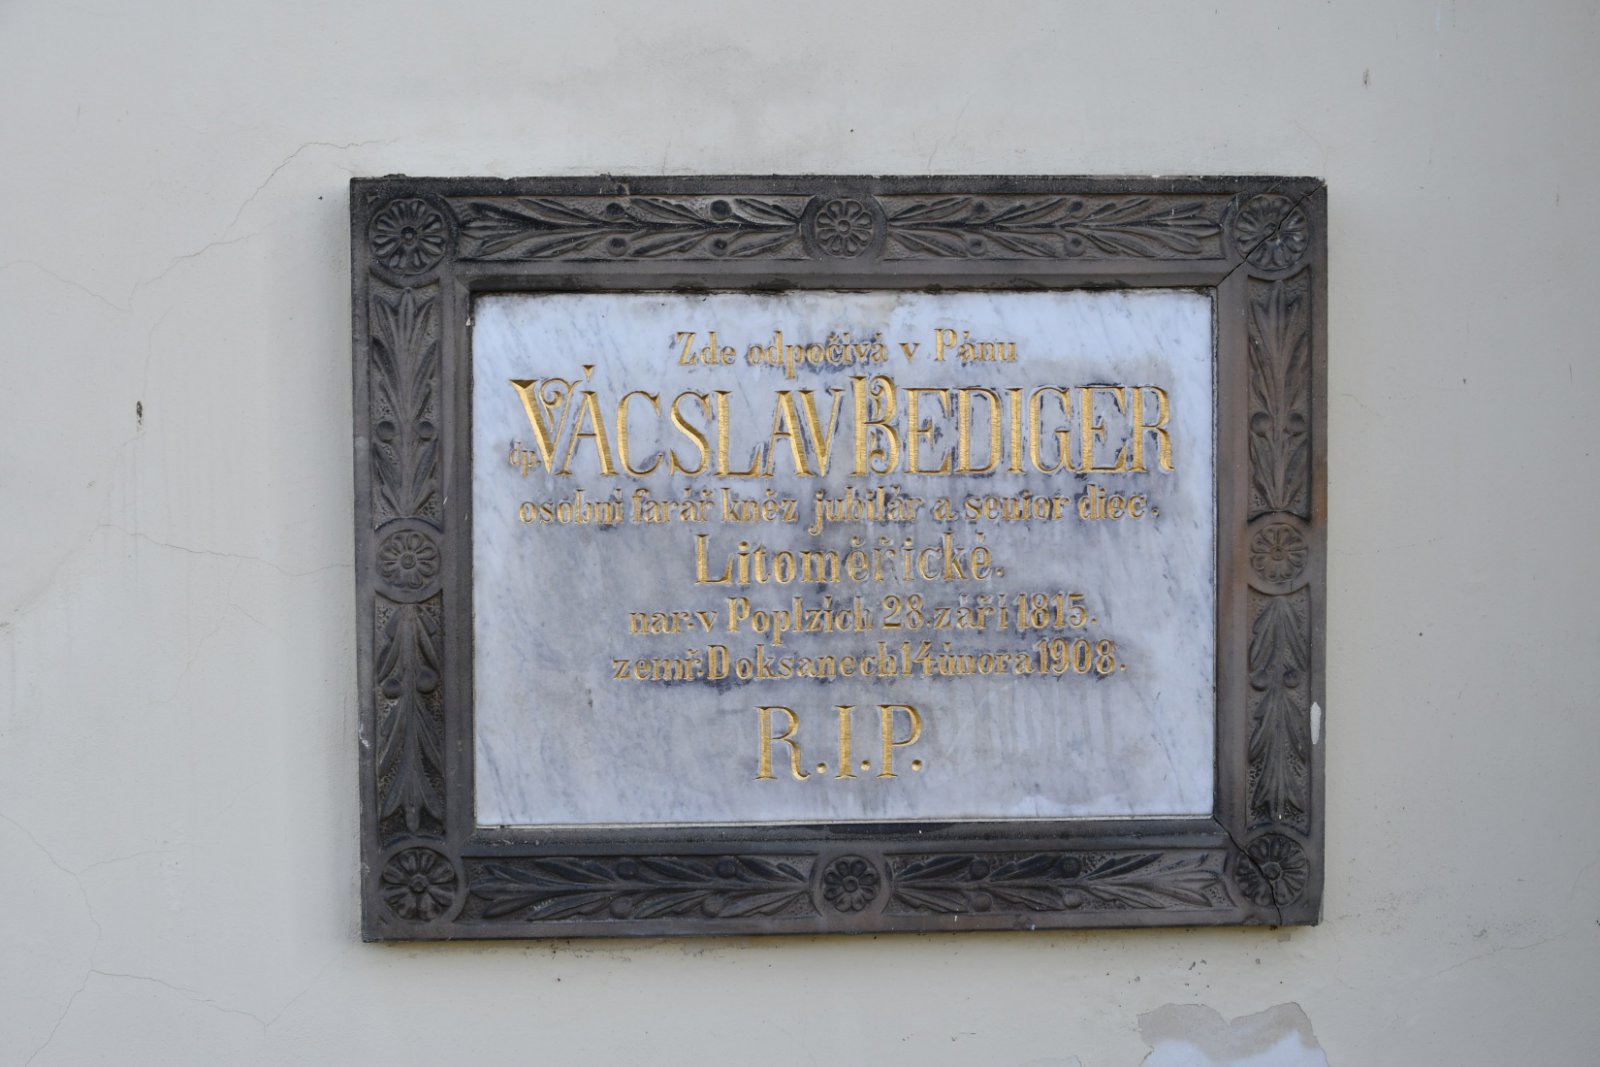 Zde odpočívá v Pánu
dp. VÁCSLAV BEDIGER
osobní farář kněz jubilár a senior diec.
Litoměřické.
nar. v Poplzích 28. září 1815.
zemř. Doksanech 14 února 1908.
R.I.P.